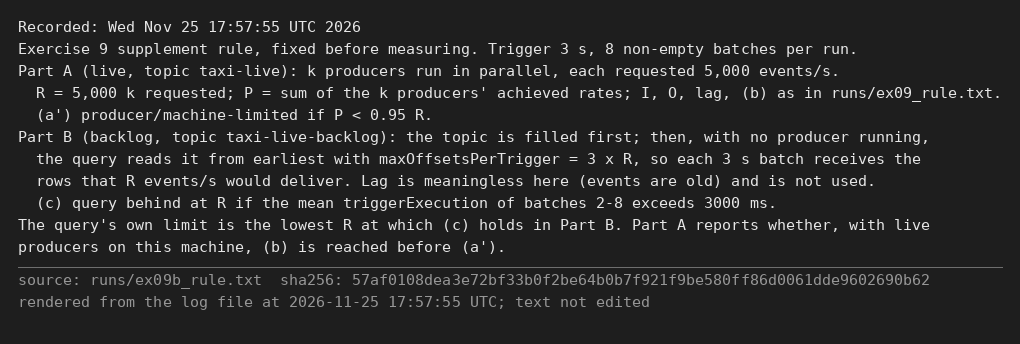 Recorded: Wed Nov 25 17:57:55 UTC 2026
Exercise 9 supplement rule, fixed before measuring. Trigger 3 s, 8 non-empty batches per run.
Part A (live, topic taxi-live): k producers run in parallel, each requested 5,000 events/s.
  R = 5,000 k requested; P = sum of the k producers' achieved rates; I, O, lag, (b) as in runs/ex09_rule.txt.
  (a') producer/machine-limited if P < 0.95 R.
Part B (backlog, topic taxi-live-backlog): the topic is filled first; then, with no producer running,
  the query reads it from earliest with maxOffsetsPerTrigger = 3 x R, so each 3 s batch receives the
  rows that R events/s would deliver. Lag is meaningless here (events are old) and is not used.
  (c) query behind at R if the mean triggerExecution of batches 2-8 exceeds 3000 ms.
The query's own limit is the lowest R at which (c) holds in Part B. Part A reports whether, with live
producers on this machine, (b) is reached before (a').
source: runs/ex09b_rule.txt  sha256: 57af0108dea3e72bf33b0f2be64b0b7f921f9be580ff86d0061dde9602690b62
rendered from the log file at 2026-11-25 17:57:55 UTC; text not edited